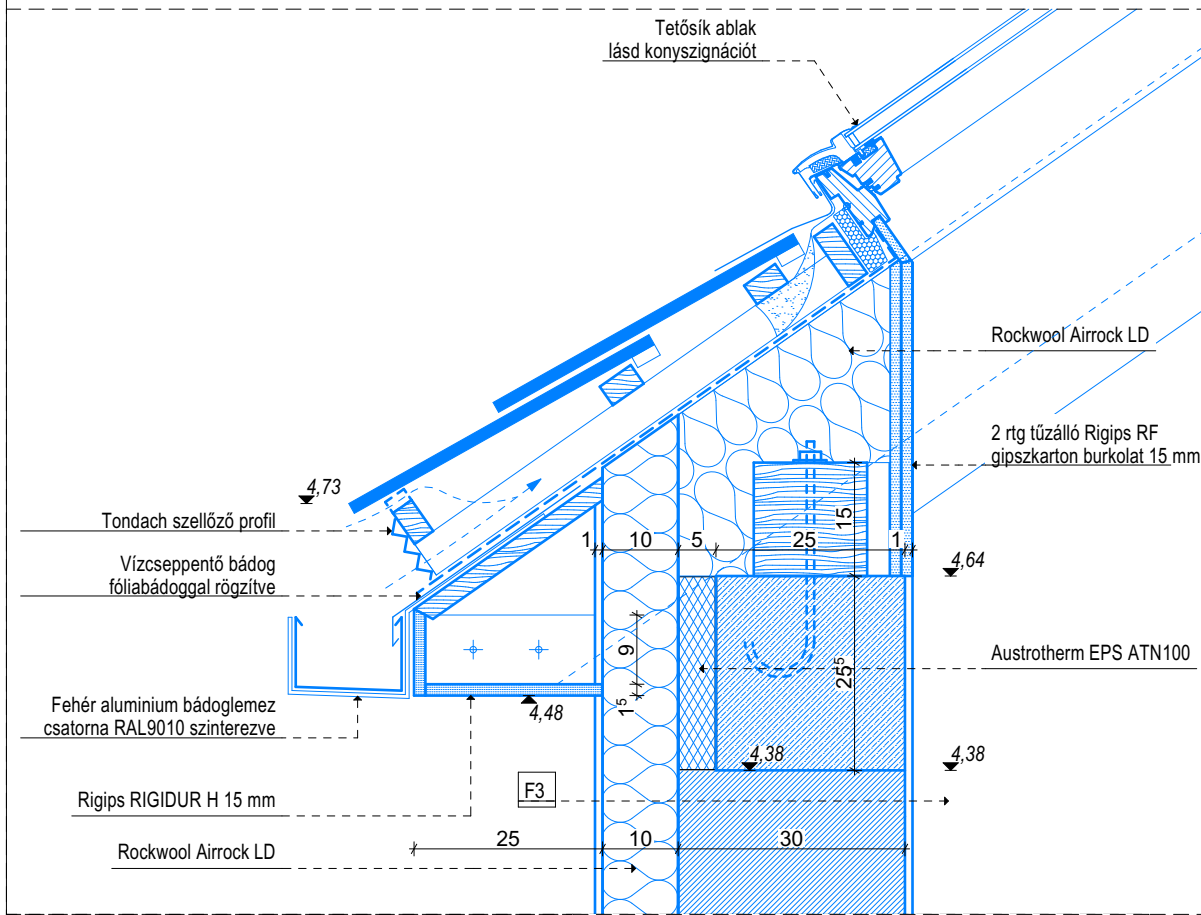 Tetősík ablak
lásd konyszignációt
Rockwool Airrock LD
2 rtg tűzálló Rigips RF
gipszkarton burkolat 15 mm
4,73
Tondach szellőző profil
15
1 10 5 25 1
Vízcseppentő bádog
fóliabádoggal rögzítve
4,64
9
25⁵
Austrotherm EPS ATN100
1⁵
4,48
Fehér aluminium bádoglemez
csatorna RAL9010 szinterezve
4,38
4,38
Rigips RIGIDUR H 15 mm
F3
25 10 30
Rockwool Airrock LD